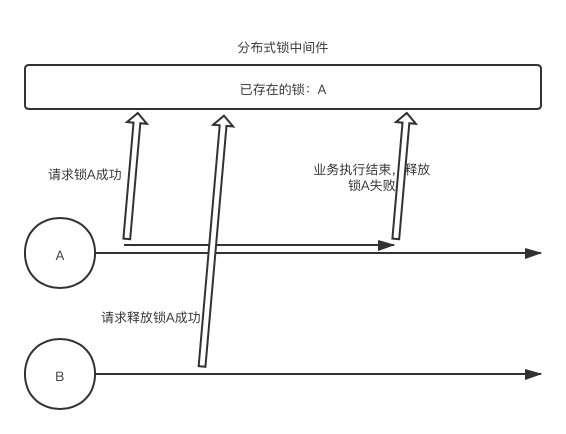 分布式锁中间件
已存在的锁：A
请求锁A成功
业务执行结束，释放
锁A失败
A
请求释放锁A成功
B